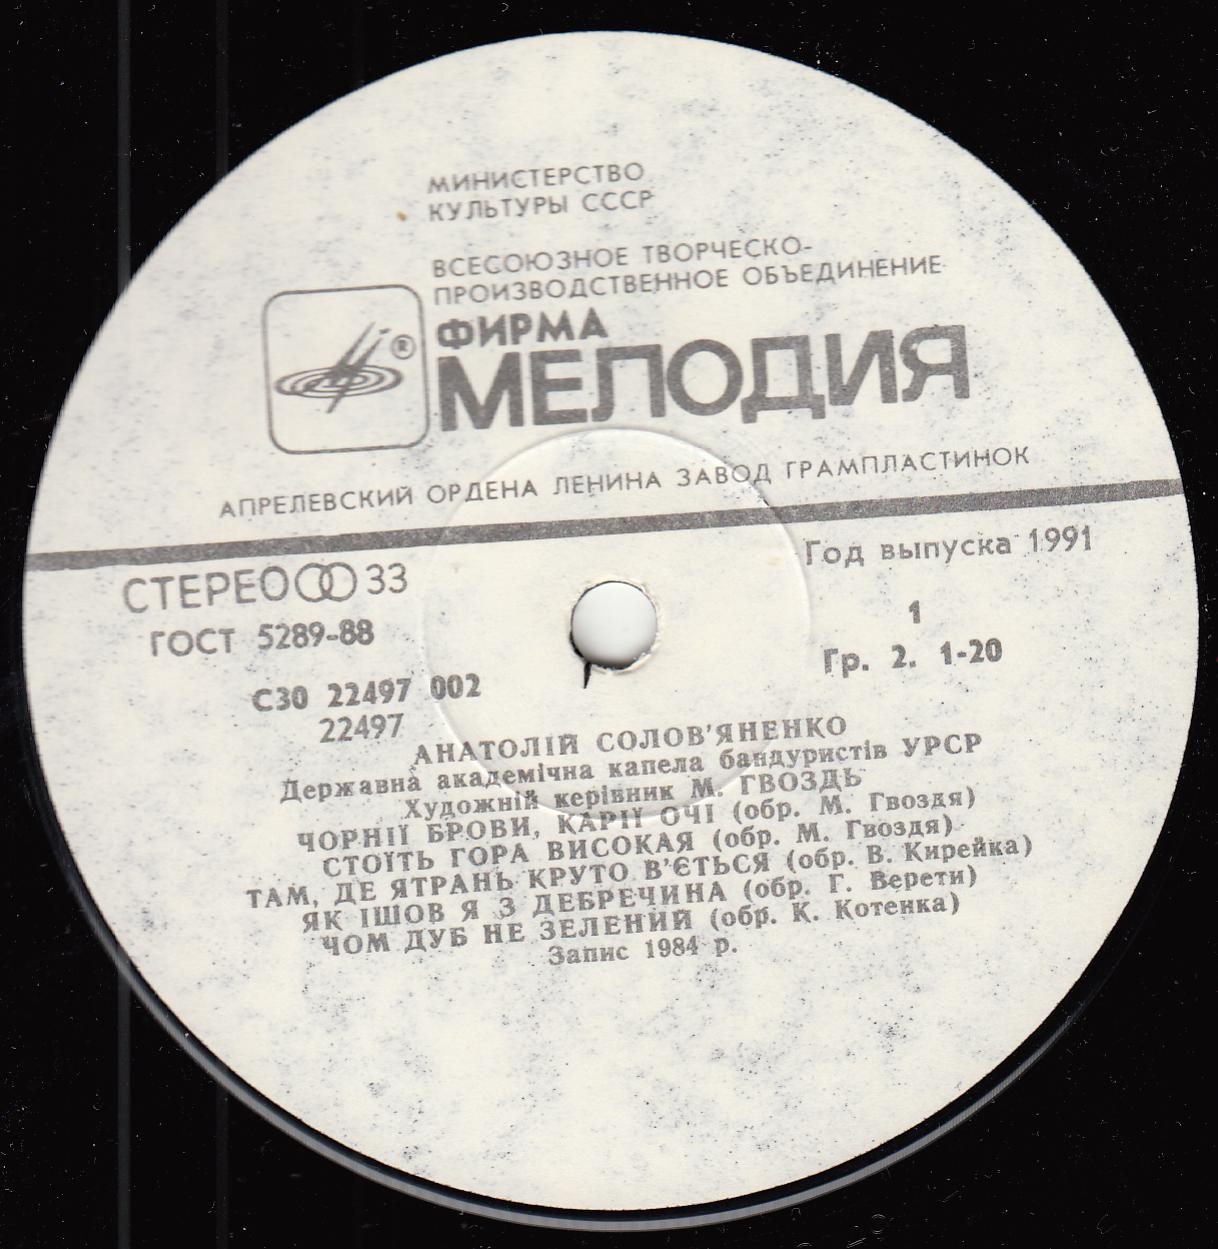 МИНИСТЕРСТВО
КУЛЬТУРЫ СССР
ВСЕСОЮЗНОЕ ТВОРЧЕСКО-
ПРОИЗВОДСТВЕННОЕ ОБЪЕДИНЕНИЕ
ФИРМА
®
МЕЛОДИЯ
АПРЕЛЕВСКИЙ ОРДЕНА ЛЕНИНА ЗАВОД ГРАМПЛАСТИНОК
СТЕРЕО 33
Год выпуска 1991
ГОСТ 5289-88
1
Гр. 2. 1-20
С30 22497 002
22497
АНАТОЛІЙ СОЛОВ'ЯНЕНКО
Державна академічна капела бандуристів УРСР
Художній керівник М. ГВОЗДЬ
ЧОРНІЇ БРОВИ, КАРІЇ ОЧІ (обр. М. Гвоздя)
СТОЇТЬ ГОРА ВИСОКАЯ (обр. М. Гвоздя)
ТАМ, ДЕ ЯТРАНЬ КРУТО В'ЄТЬСЯ (обр. В. Кирейка)
ЯК ІШОВ Я З ДЕБРЕЧИНА (обр. Г. Верети)
ЧОМ ДУБ НЕ ЗЕЛЕНИЙ (обр. К. Котенка)
Запис 1984 р.